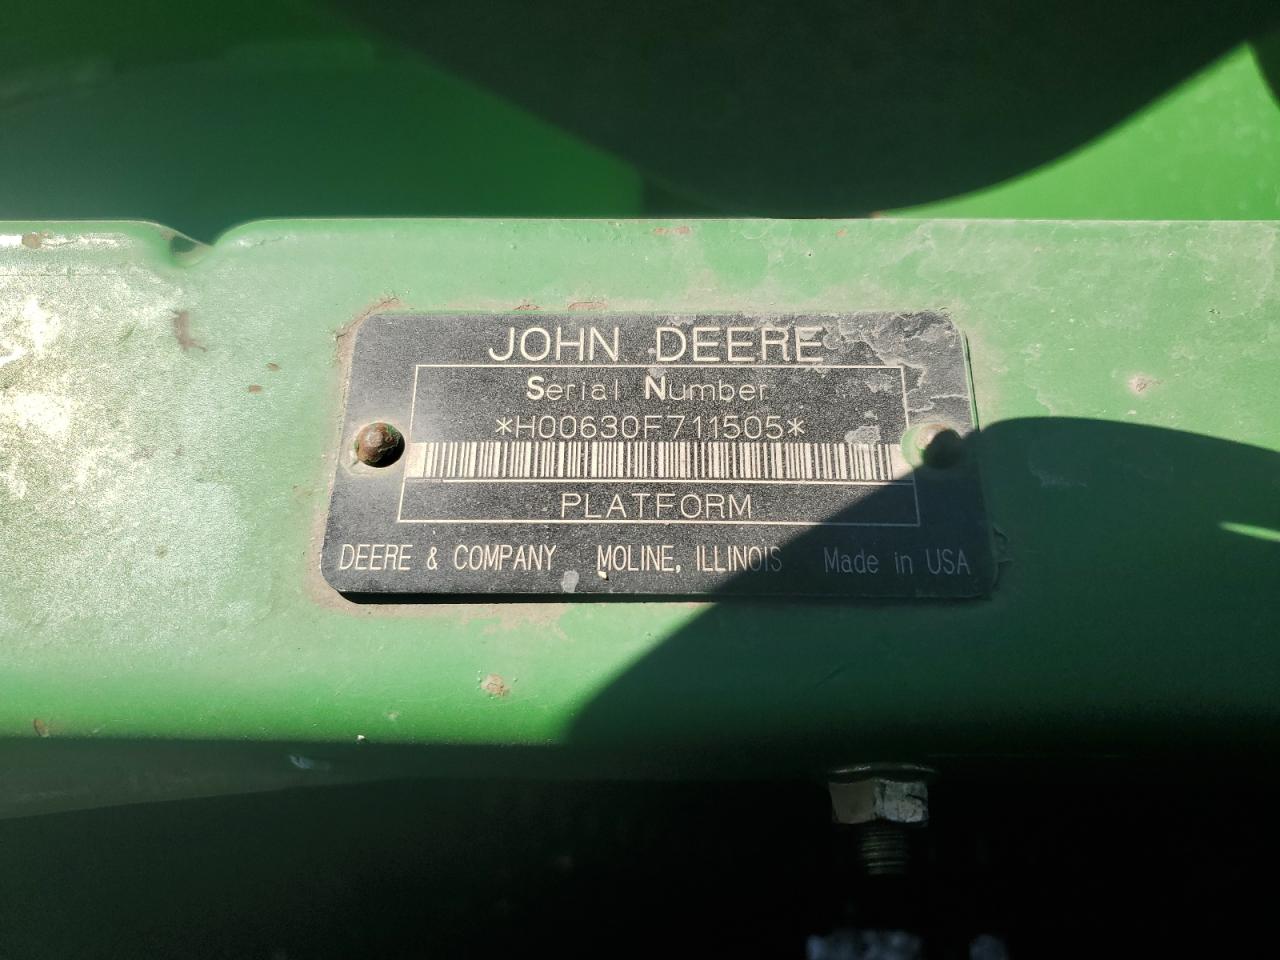 JOHN DEERE
Serial Number
*H00630F711505*
PLATFORM
DEERE & COMPANY MOLINE, ILLINOIS Made in USA